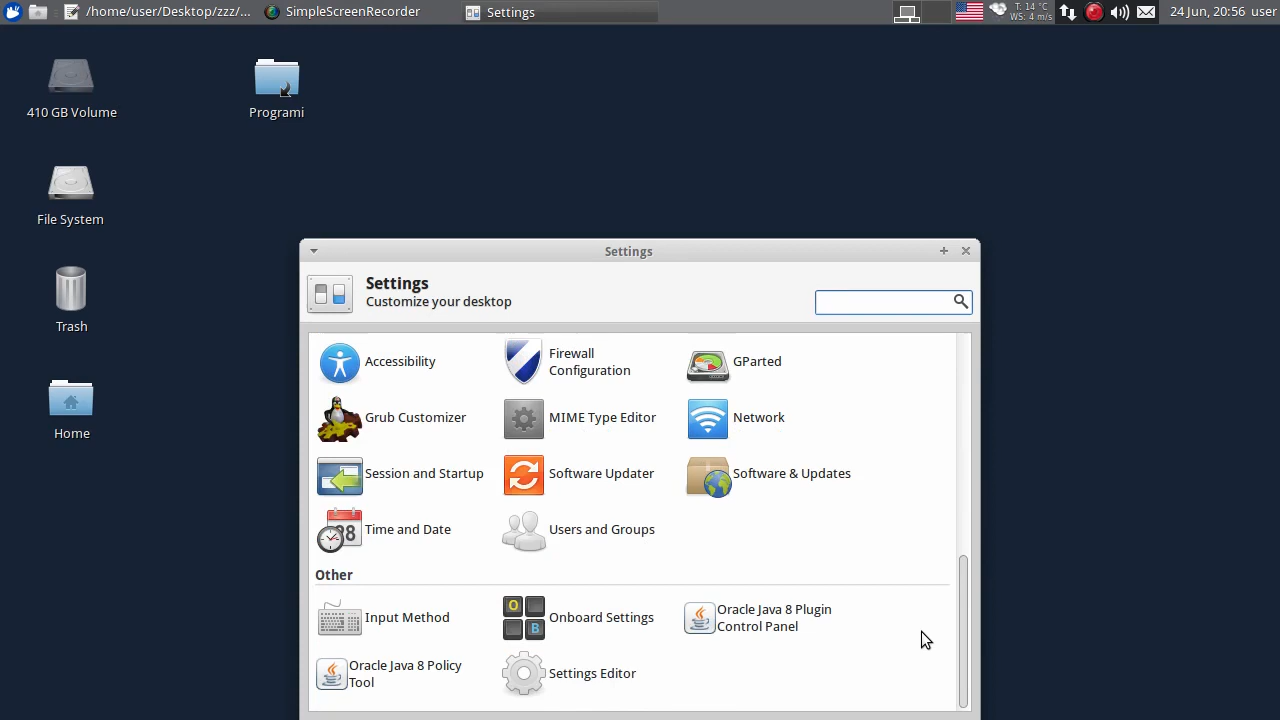 /home/user/Desktop/zzz/... SimpleScreenRecorder Settings T: 14 °C 24 Jun, 20:56 user
WS: 4 m/s
410 GB Volume Programi
File System
Trash
Home
Settings
Settings
Customize your desktop
Accessibility Firewall Configuration GParted
Grub Customizer MIME Type Editor Network
Session and Startup Software Updater Software & Updates
Time and Date Users and Groups
Other
Input Method Onboard Settings Oracle Java 8 Plugin Control Panel
Oracle Java 8 Policy Tool Settings Editor